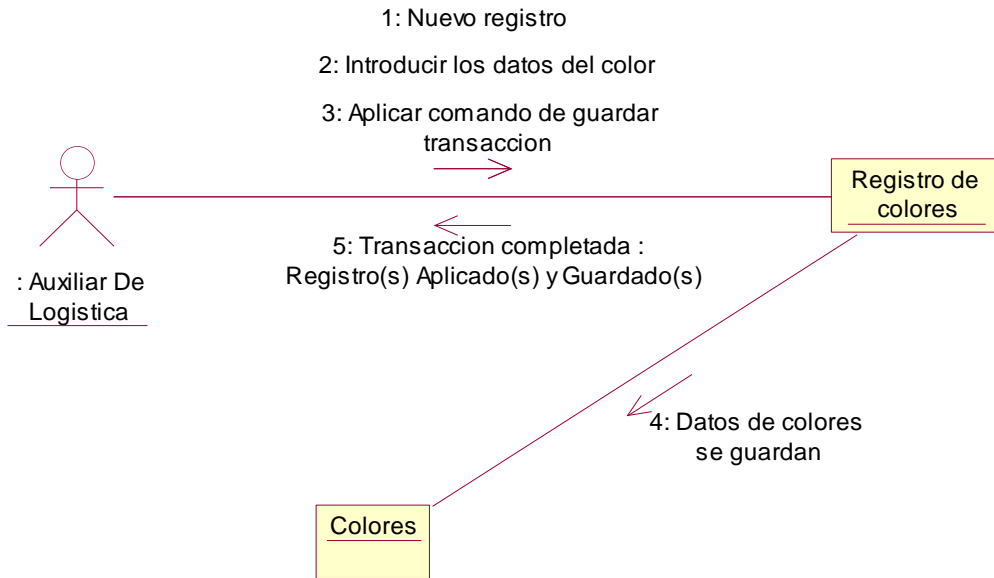 1: Nuevo registro
2: Introducir los datos del color
3: Aplicar comando de guardar
transaccion
Registro de
colores
5: Transaccion completada :
Registro(s) Aplicado(s) y Guardado(s)
: Auxiliar De
Logistica
4: Datos de colores
se guardan
Colores